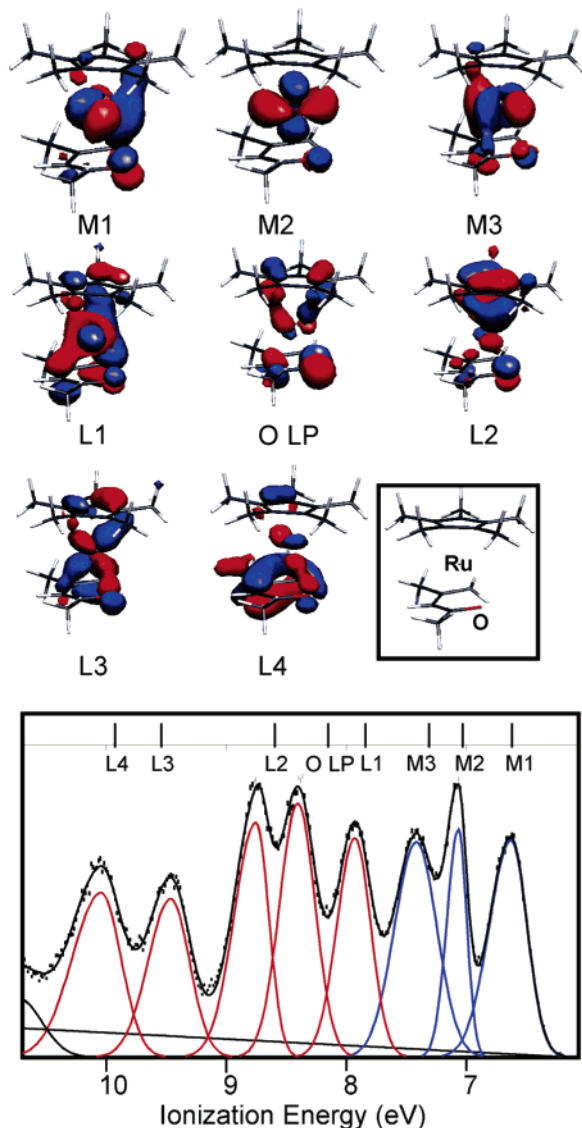 M1 M2 M3
L1 O LP L2
Ru
O
L3 L4
L4 L3 L2 O LP L1 M3 M2 M1
10 9 8 7
Ionization Energy (eV)